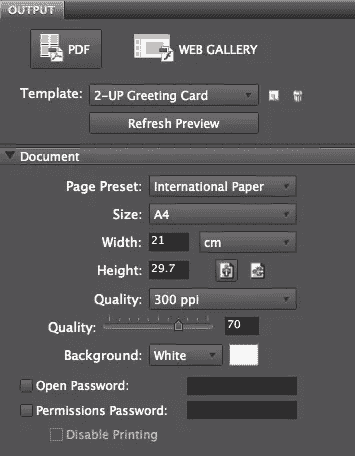 OUTPUT
PDF
WEB GALLERY
Template: 2-UP Greeting Card
Refresh Preview
Document
Page Preset: International Paper
Size: A4
Width: 21 cm
Height: 29.7
Quality: 300 ppi
Quality: 70
Background: White
Open Password:
Permissions Password:
Disable Printing